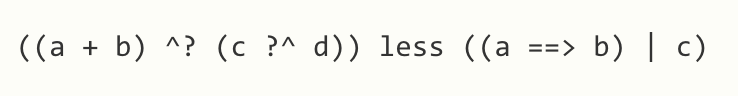 ((a + b) ^? (c ?^ d)) less ((a ==> b) | c)